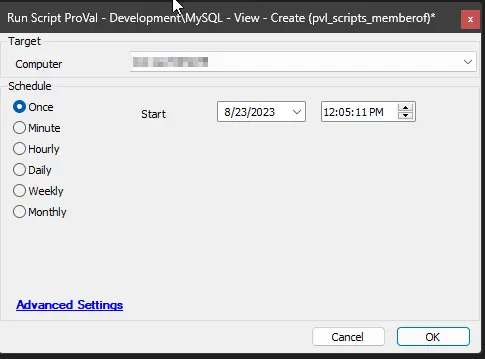 Run Script ProVal - Development\MySQL - View - Create (pvl_scripts_memberof)* x
Target
Computer
Schedule
Once
Start 8/23/2023 12:05:11 PM
Minute
Hourly
Daily
Weekly
Monthly
Advanced Settings
Cancel OK